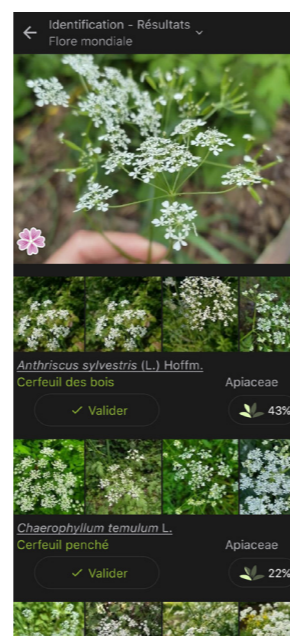 Identification - Résultats
Flore mondiale
Anthriscus sylvestris (L.) Hoffm.
Cerfeuil des bois
Apiaceae
Valider
43%
Chaerophyllum temulum L.
Cerfeuil penché
Apiaceae
Valider
22%